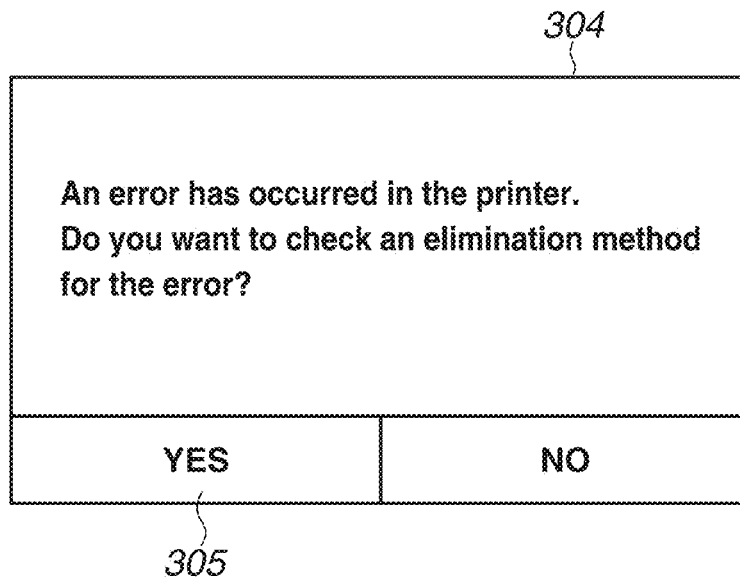 304
An error has occurred in the printer.
Do you want to check an elimination method
for the error?
YES NO
305